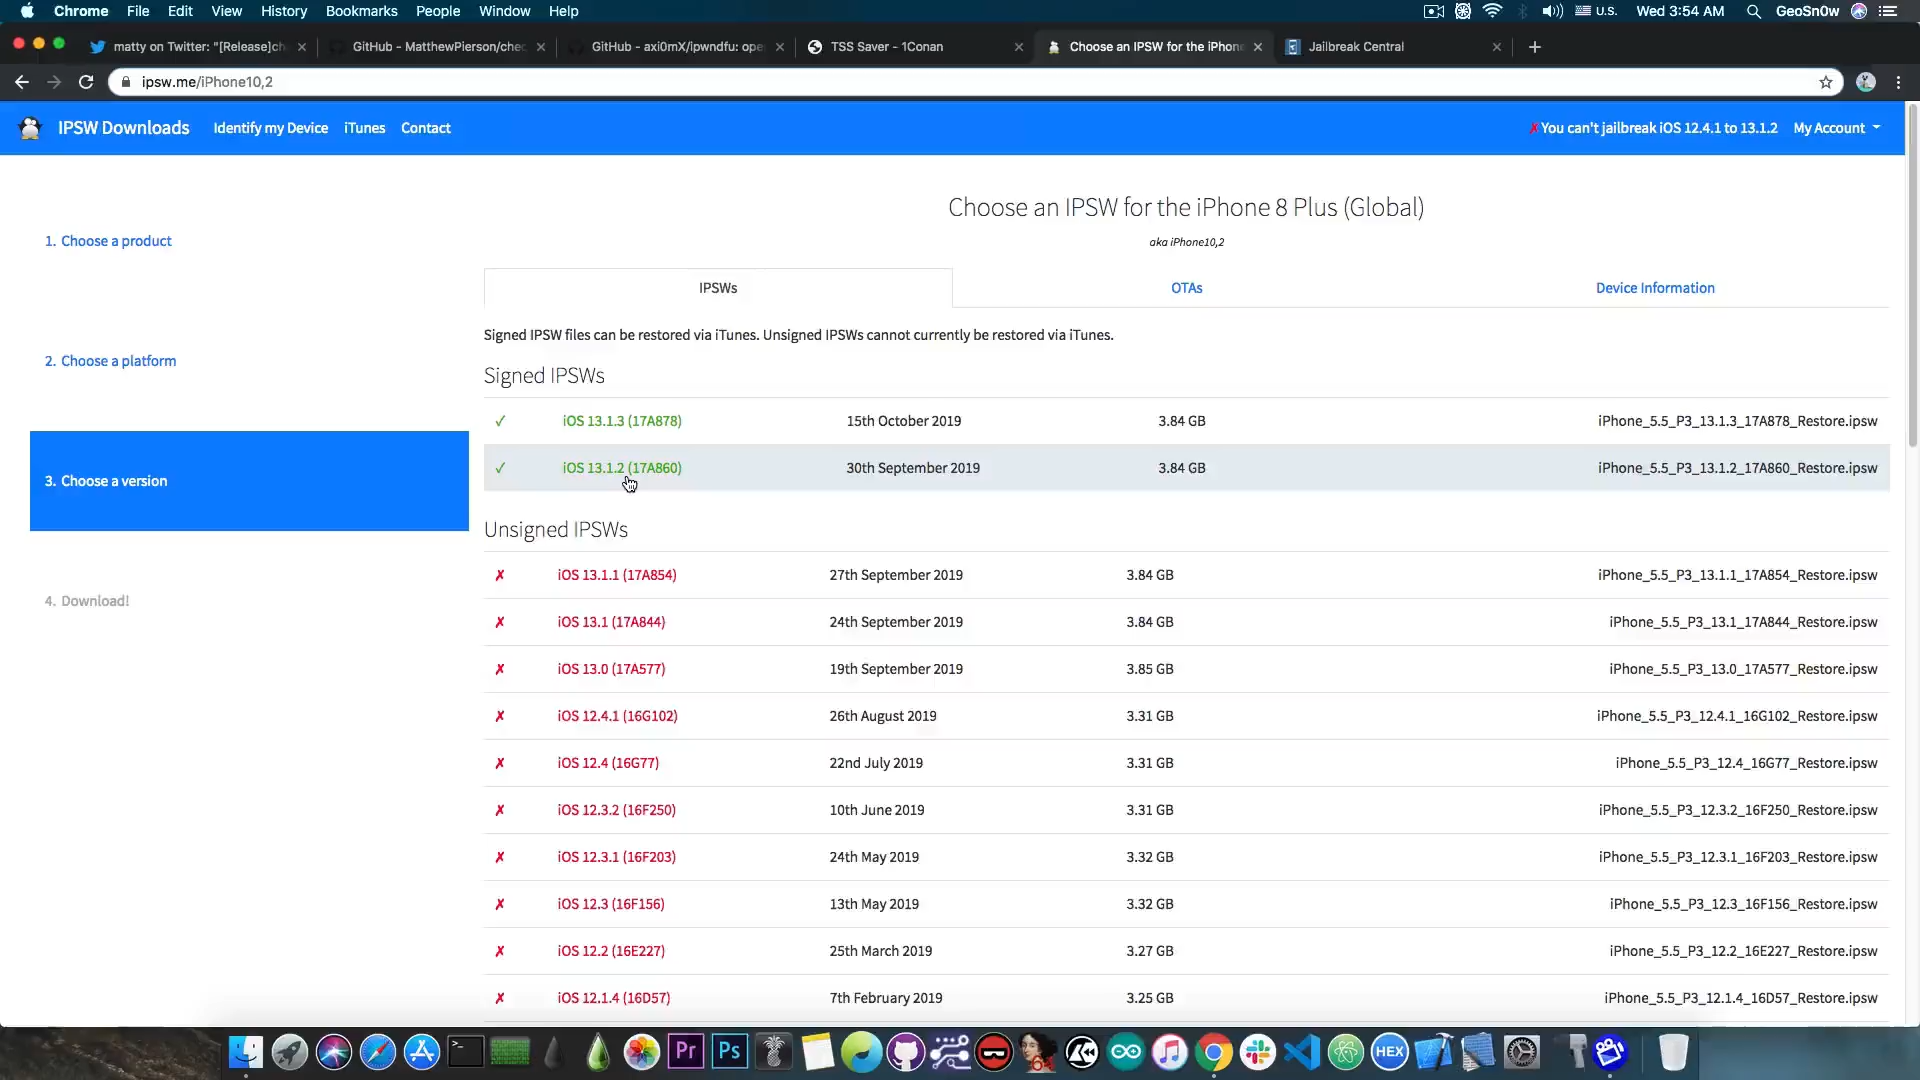 Chrome File Edit View History Bookmarks People Window Help U.S. Wed 3:54 AM GeoSn0w
matty on Twitter: "[Release]ch
GitHub - MatthewPierson/chec
GitHub - axi0mX/ipwndfu: ope
TSS Saver - 1Conan
Choose an IPSW for the iPhone
Jailbreak Central
ipsw.me/iPhone10,2
IPSW Downloads Identify my Device iTunes Contact ✗You can't jailbreak iOS 12.4.1 to 13.1.2 My Account
Choose an IPSW for the iPhone 8 Plus (Global)
aka iPhone10,2
1. Choose a product
2. Choose a platform
3. Choose a version
4. Download!
IPSWs OTAs Device Information
Signed IPSW files can be restored via iTunes. Unsigned IPSWs cannot currently be restored via iTunes.
Signed IPSWs
✓ iOS 13.1.3 (17A878) 15th October 2019 3.84 GB iPhone_5.5_P3_13.1.3_17A878_Restore.ipsw
✓ iOS 13.1.2 (17A860) 30th September 2019 3.84 GB iPhone_5.5_P3_13.1.2_17A860_Restore.ipsw
Unsigned IPSWs
✗ iOS 13.1.1 (17A854) 27th September 2019 3.84 GB iPhone_5.5_P3_13.1.1_17A854_Restore.ipsw
✗ iOS 13.1 (17A844) 24th September 2019 3.84 GB iPhone_5.5_P3_13.1_17A844_Restore.ipsw
✗ iOS 13.0 (17A577) 19th September 2019 3.85 GB iPhone_5.5_P3_13.0_17A577_Restore.ipsw
✗ iOS 12.4.1 (16G102) 26th August 2019 3.31 GB iPhone_5.5_P3_12.4.1_16G102_Restore.ipsw
✗ iOS 12.4 (16G77) 22nd July 2019 3.31 GB iPhone_5.5_P3_12.4_16G77_Restore.ipsw
✗ iOS 12.3.2 (16F250) 10th June 2019 3.31 GB iPhone_5.5_P3_12.3.2_16F250_Restore.ipsw
✗ iOS 12.3.1 (16F203) 24th May 2019 3.32 GB iPhone_5.5_P3_12.3.1_16F203_Restore.ipsw
✗ iOS 12.3 (16F156) 13th May 2019 3.32 GB iPhone_5.5_P3_12.3_16F156_Restore.ipsw
✗ iOS 12.2 (16E227) 25th March 2019 3.27 GB iPhone_5.5_P3_12.2_16E227_Restore.ipsw
✗ iOS 12.1.4 (16D57) 7th February 2019 3.25 GB iPhone_5.5_P3_12.1.4_16D57_Restore.ipsw
Pr Ps HEX